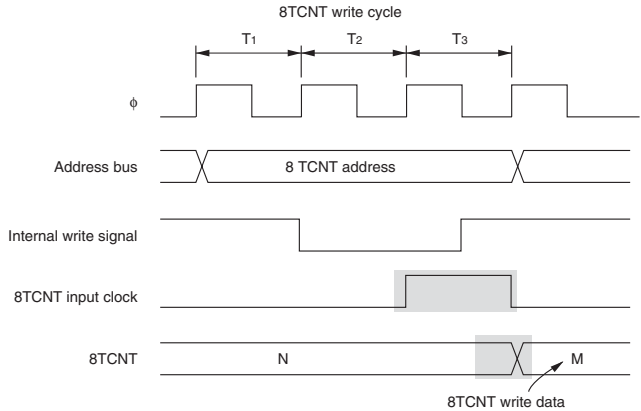 8TCNT write cycle
T1 T2 T3
φ
Address bus
8 TCNT address
Internal write signal
8TCNT input clock
8TCNT
N
M
8TCNT write data